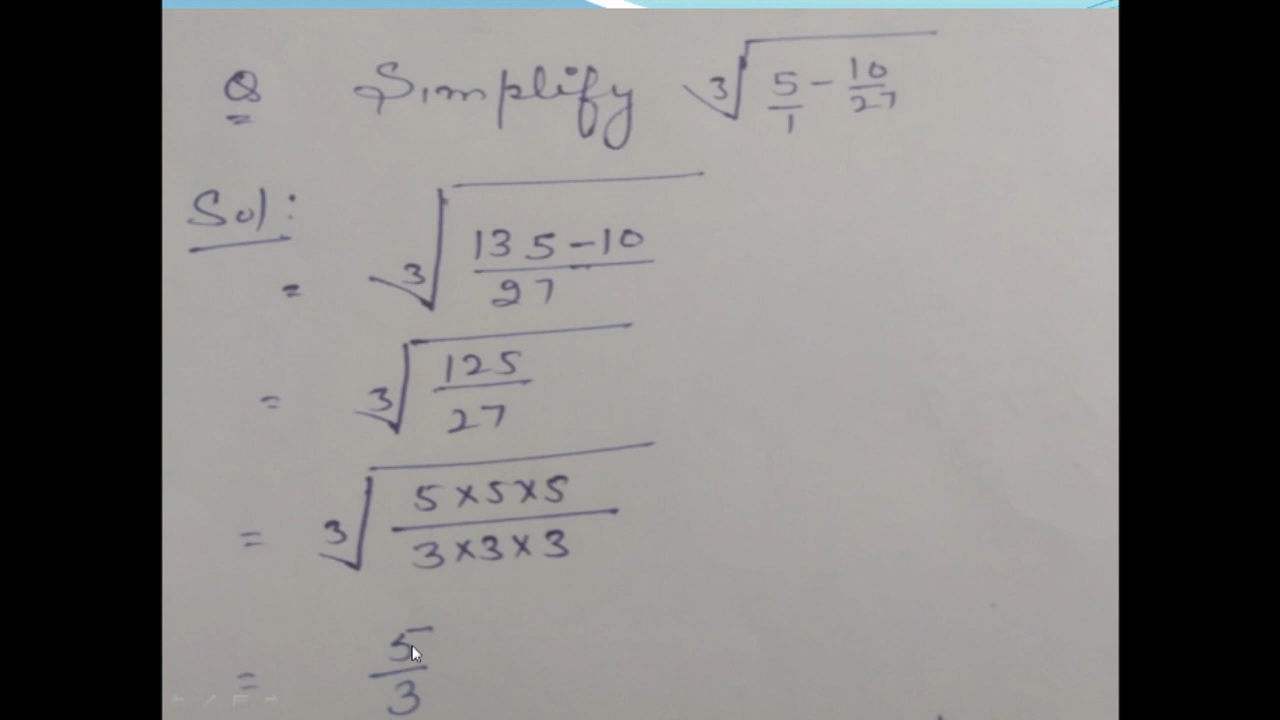 Q Simplify ∛(5/1 - 10/27)
Sol:
= ∛((135-10)/27)
= ∛(125/27)
= ∛((5×5×5)/(3×3×3))
= 5/3